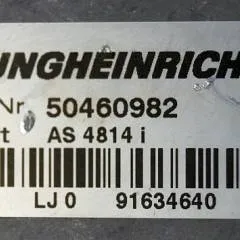 UNGHEINRICH
Nr. 50460982
t AS 4814 i
LJ 0 91634640